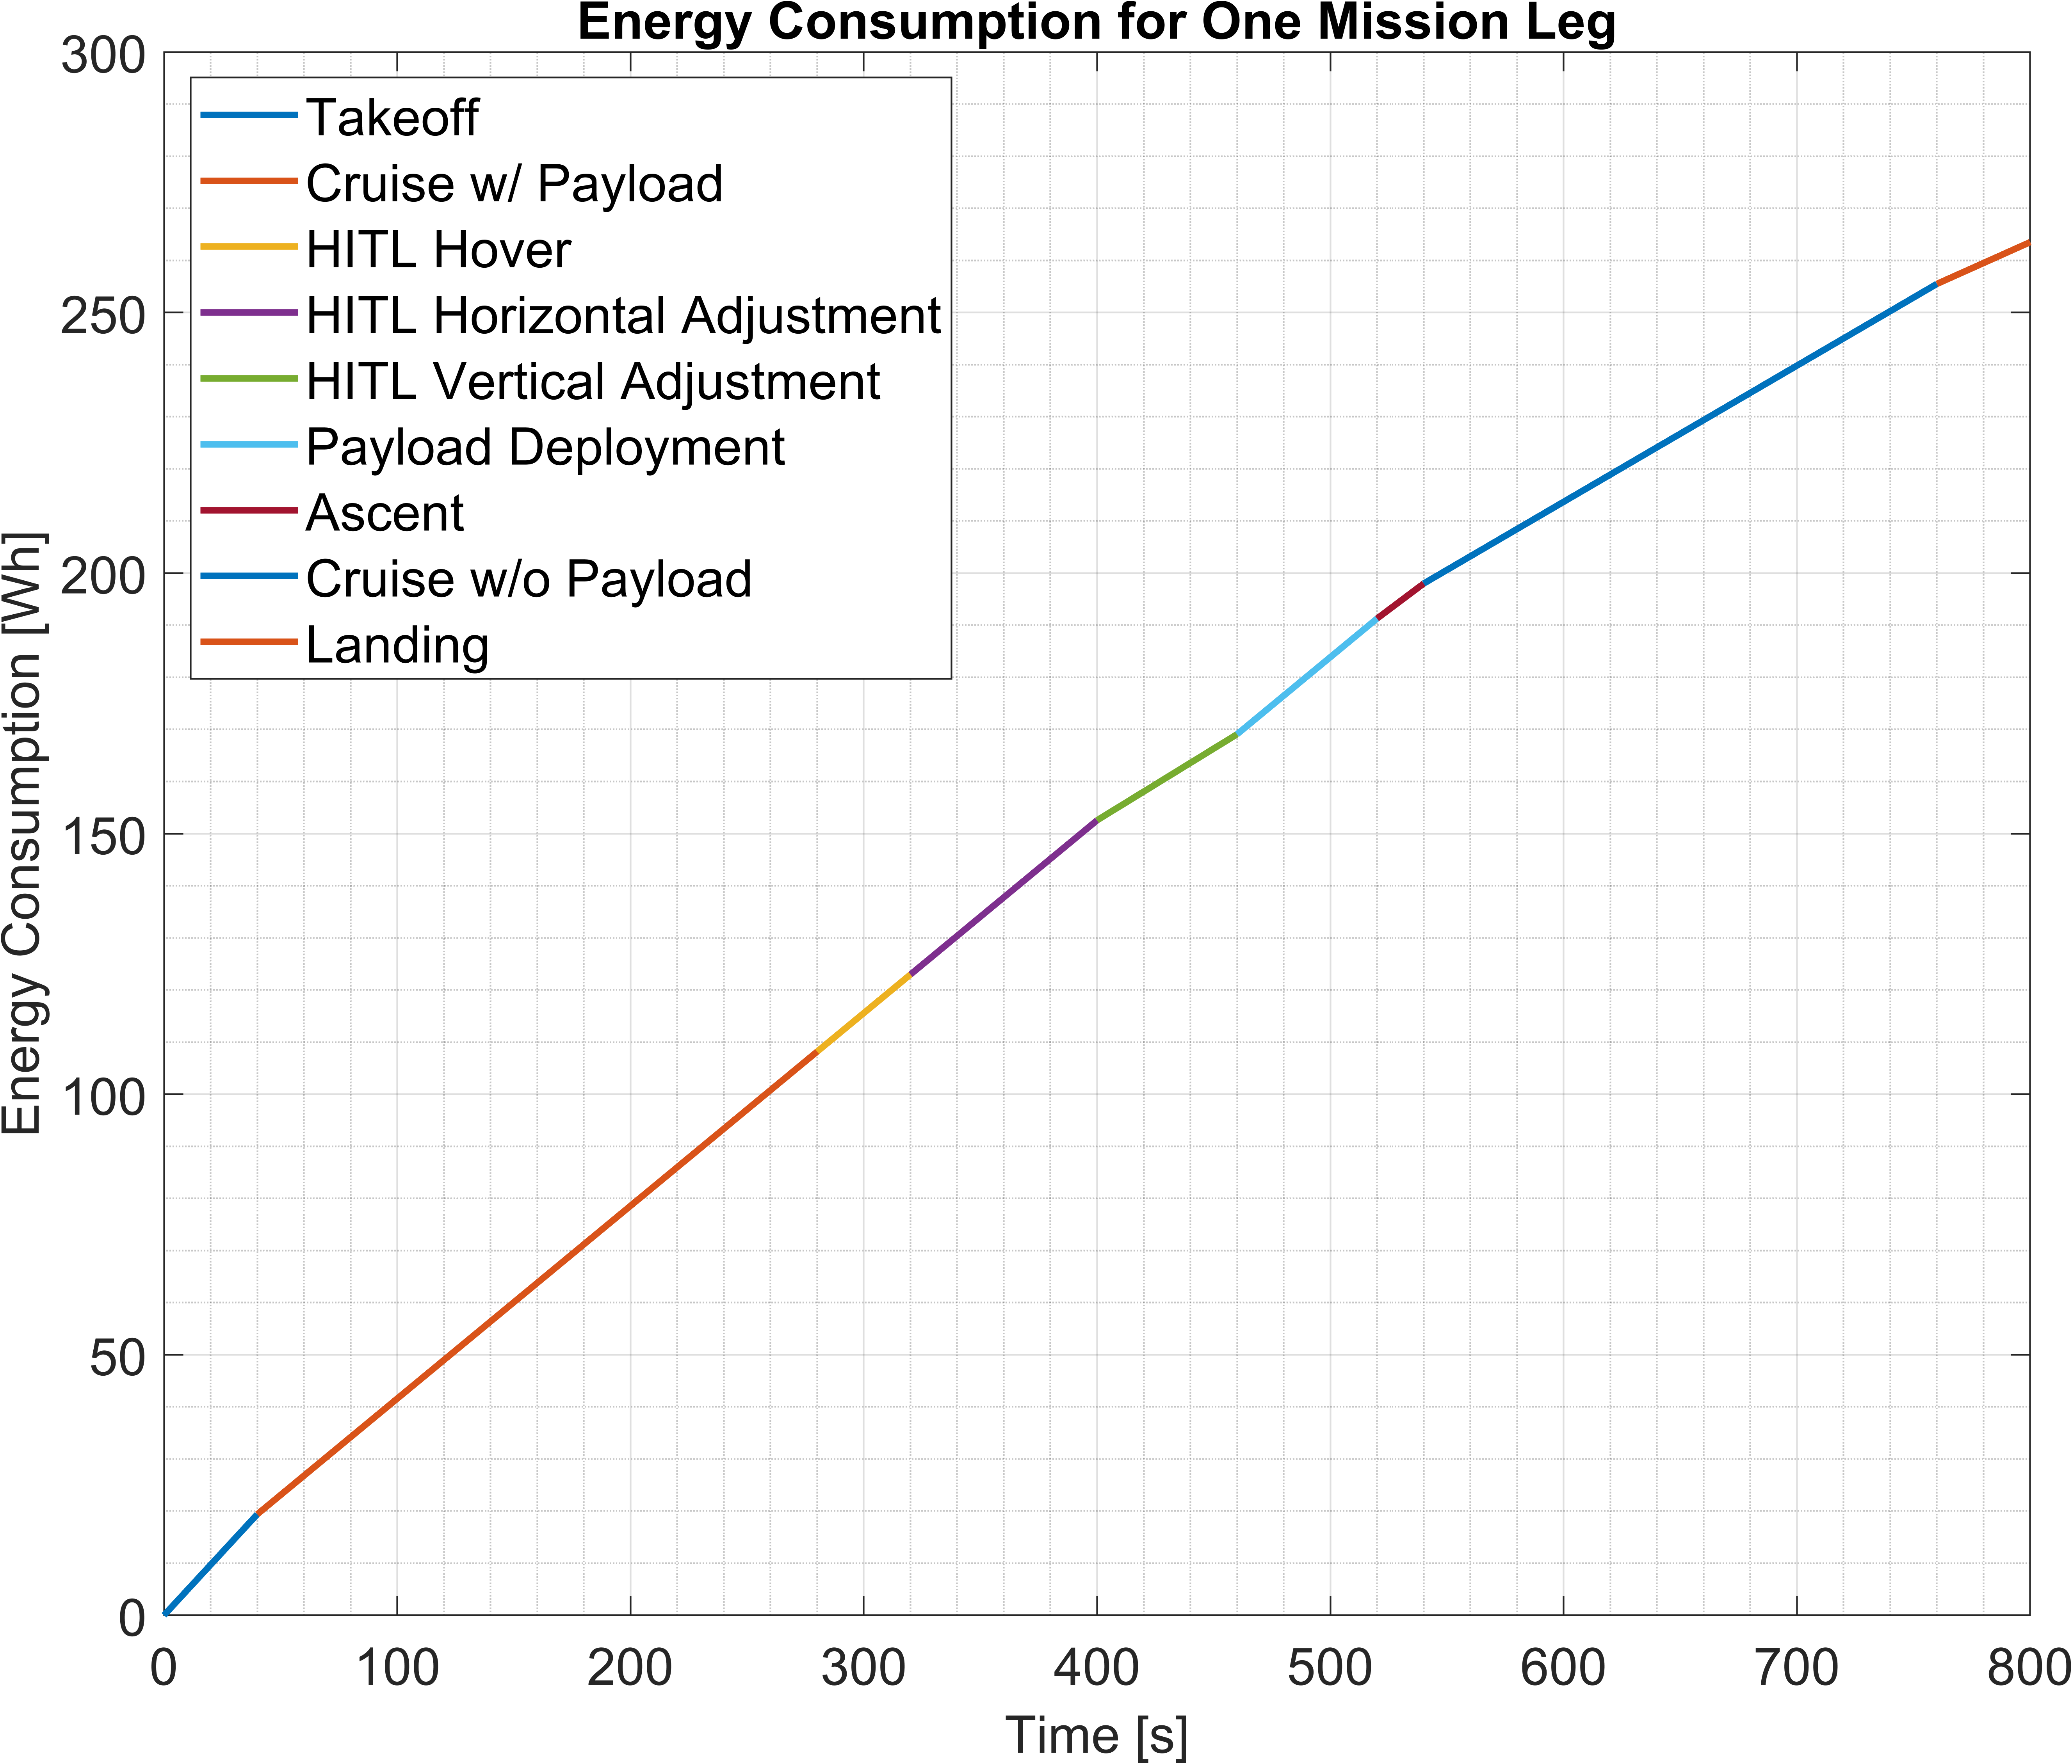 Energy Consumption for One Mission Leg
300
250
200
150
100
50
0
Energy Consumption [Wh]
Takeoff
Cruise w/ Payload
HITL Hover
HITL Horizontal Adjustment
HITL Vertical Adjustment
Payload Deployment
Ascent
Cruise w/o Payload
Landing
0 100 200 300 400 500 600 700 800
Time [s]